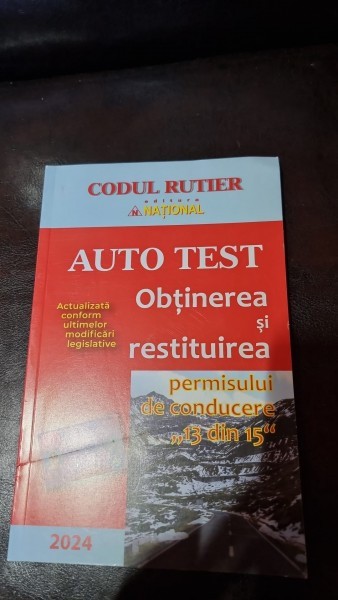 CODUL RUTIER
editura
NAȚIONAL
AUTO TEST
Actualizată
conform
ultimelor
modificări
legislative
Obținerea
și
restituirea
permisului
de conducere
„13 din 15“
2024